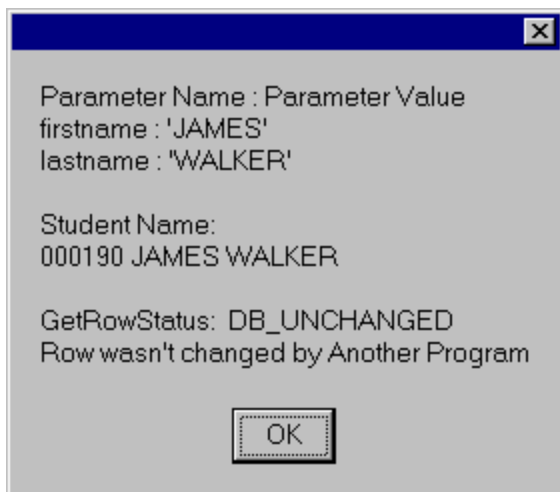 Parameter Name : Parameter Value
firstname : 'JAMES'
lastname : 'WALKER'
Student Name:
000190 JAMES WALKER
GetRowStatus:  DB_UNCHANGED
Row wasn't changed by Another Program
OK